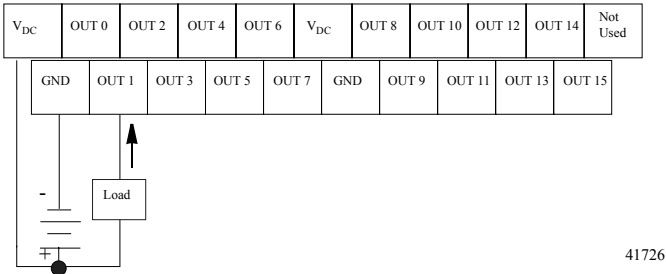 V_DC OUT 0 OUT 2 OUT 4 OUT 6 V_DC OUT 8 OUT 10 OUT 12 OUT 14 Not Used
GND OUT 1 OUT 3 OUT 5 OUT 7 GND OUT 9 OUT 11 OUT 13 OUT 15
-
Load
+
41726